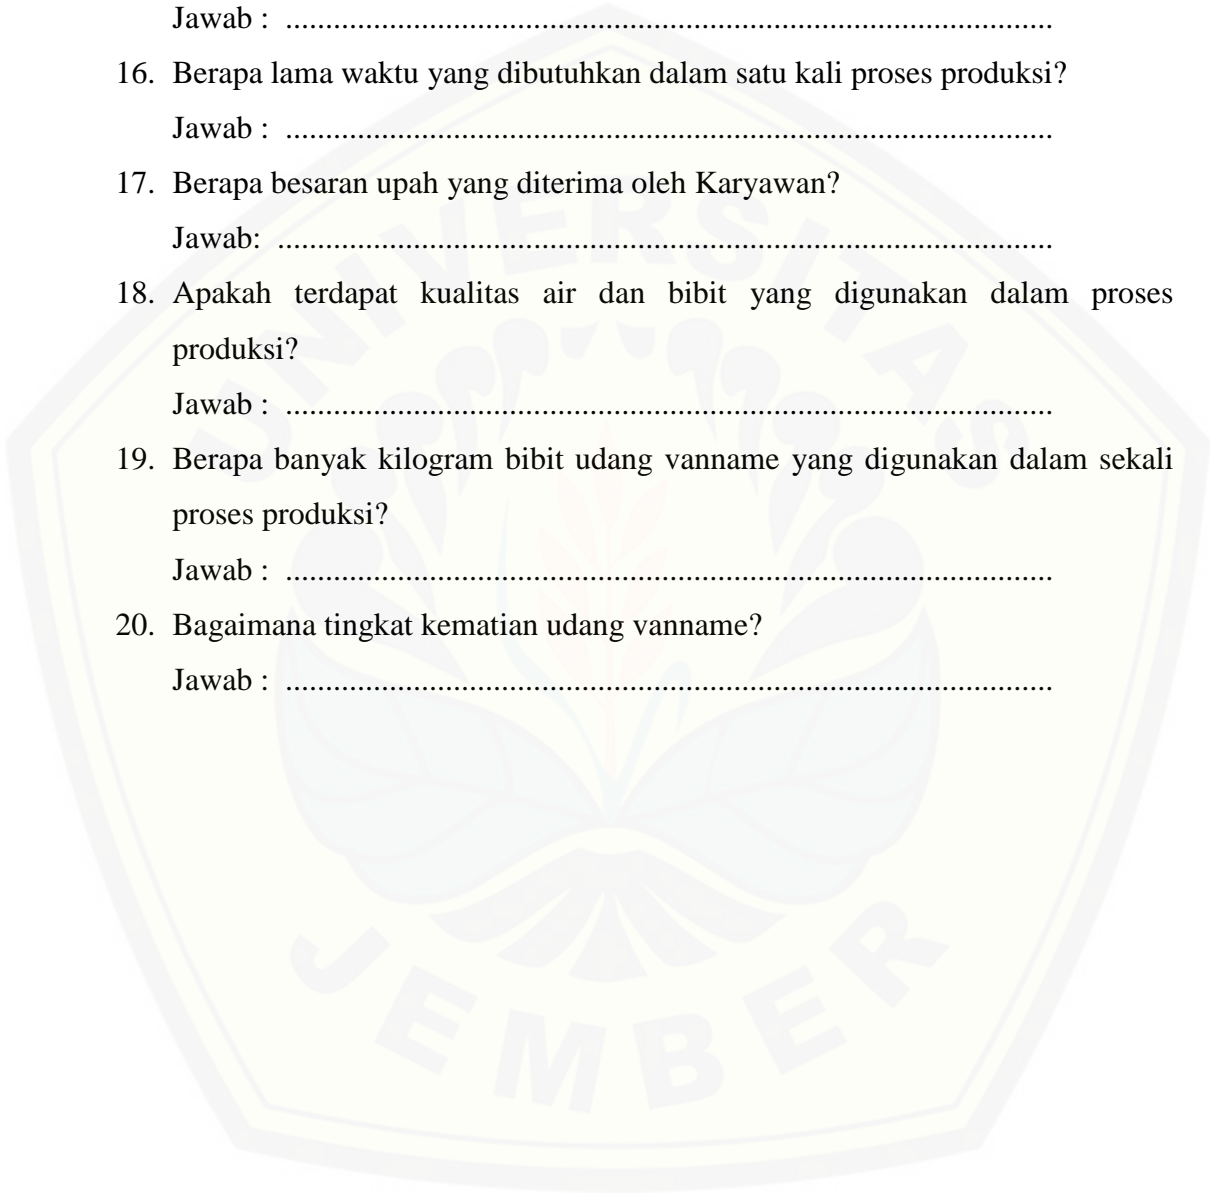 Jawab : ................................................................................................
16. Berapa lama waktu yang dibutuhkan dalam satu kali proses produksi?
Jawab : ................................................................................................
17. Berapa besaran upah yang diterima oleh Karyawan?
Jawab: .................................................................................................
18. Apakah terdapat kualitas air dan bibit yang digunakan dalam proses
produksi?
Jawab : ................................................................................................
19. Berapa banyak kilogram bibit udang vanname yang digunakan dalam sekali
proses produksi?
Jawab : ................................................................................................
20. Bagaimana tingkat kematian udang vanname?
Jawab : ................................................................................................
UNIVERSITAS
JEMBER